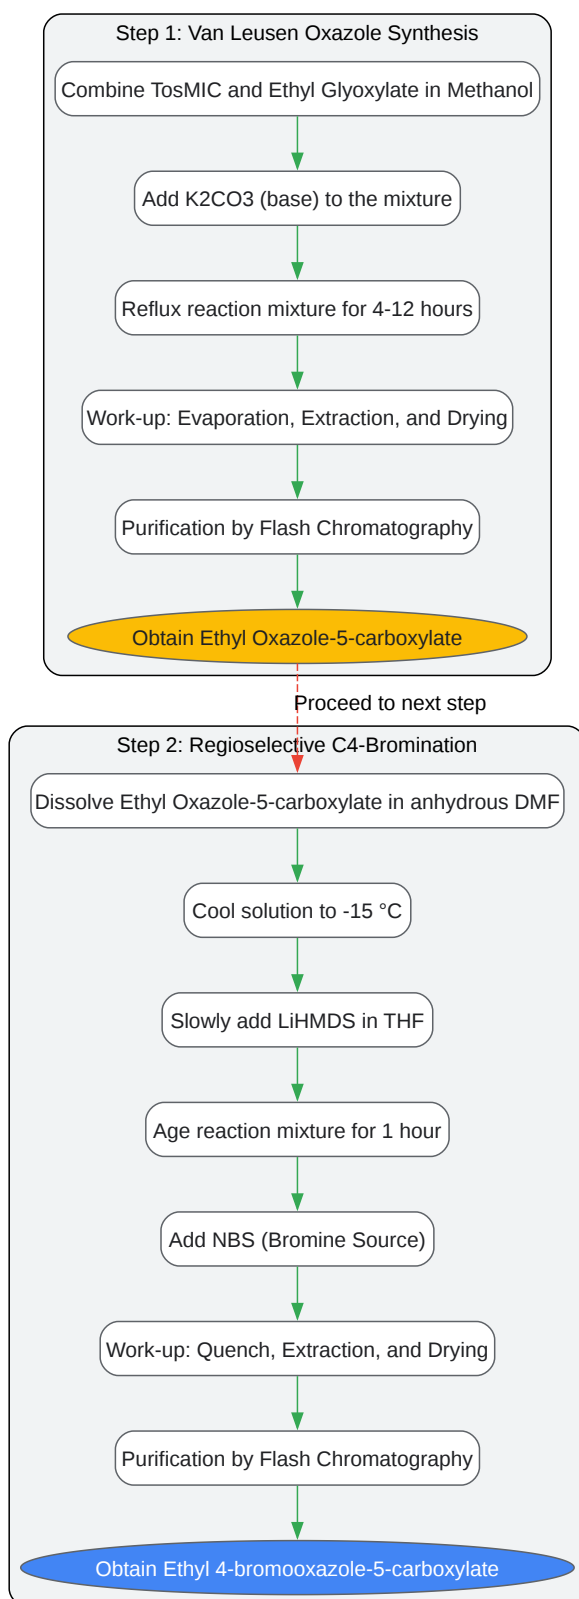 Step 1: Van Leusen Oxazole Synthesis
Combine TosMIC and Ethyl Glyoxylate in Methanol
Add K2CO3 (base) to the mixture
Reflux reaction mixture for 4-12 hours
Work-up: Evaporation, Extraction, and Drying
Purification by Flash Chromatography
Obtain Ethyl Oxazole-5-carboxylate
Proceed to next step
Step 2: Regioselective C4-Bromination
Dissolve Ethyl Oxazole-5-carboxylate in anhydrous DMF
Cool solution to -15 °C
Slowly add LiHMDS in THF
Age reaction mixture for 1 hour
Add NBS (Bromine Source)
Work-up: Quench, Extraction, and Drying
Purification by Flash Chromatography
Obtain Ethyl 4-bromooxazole-5-carboxylate